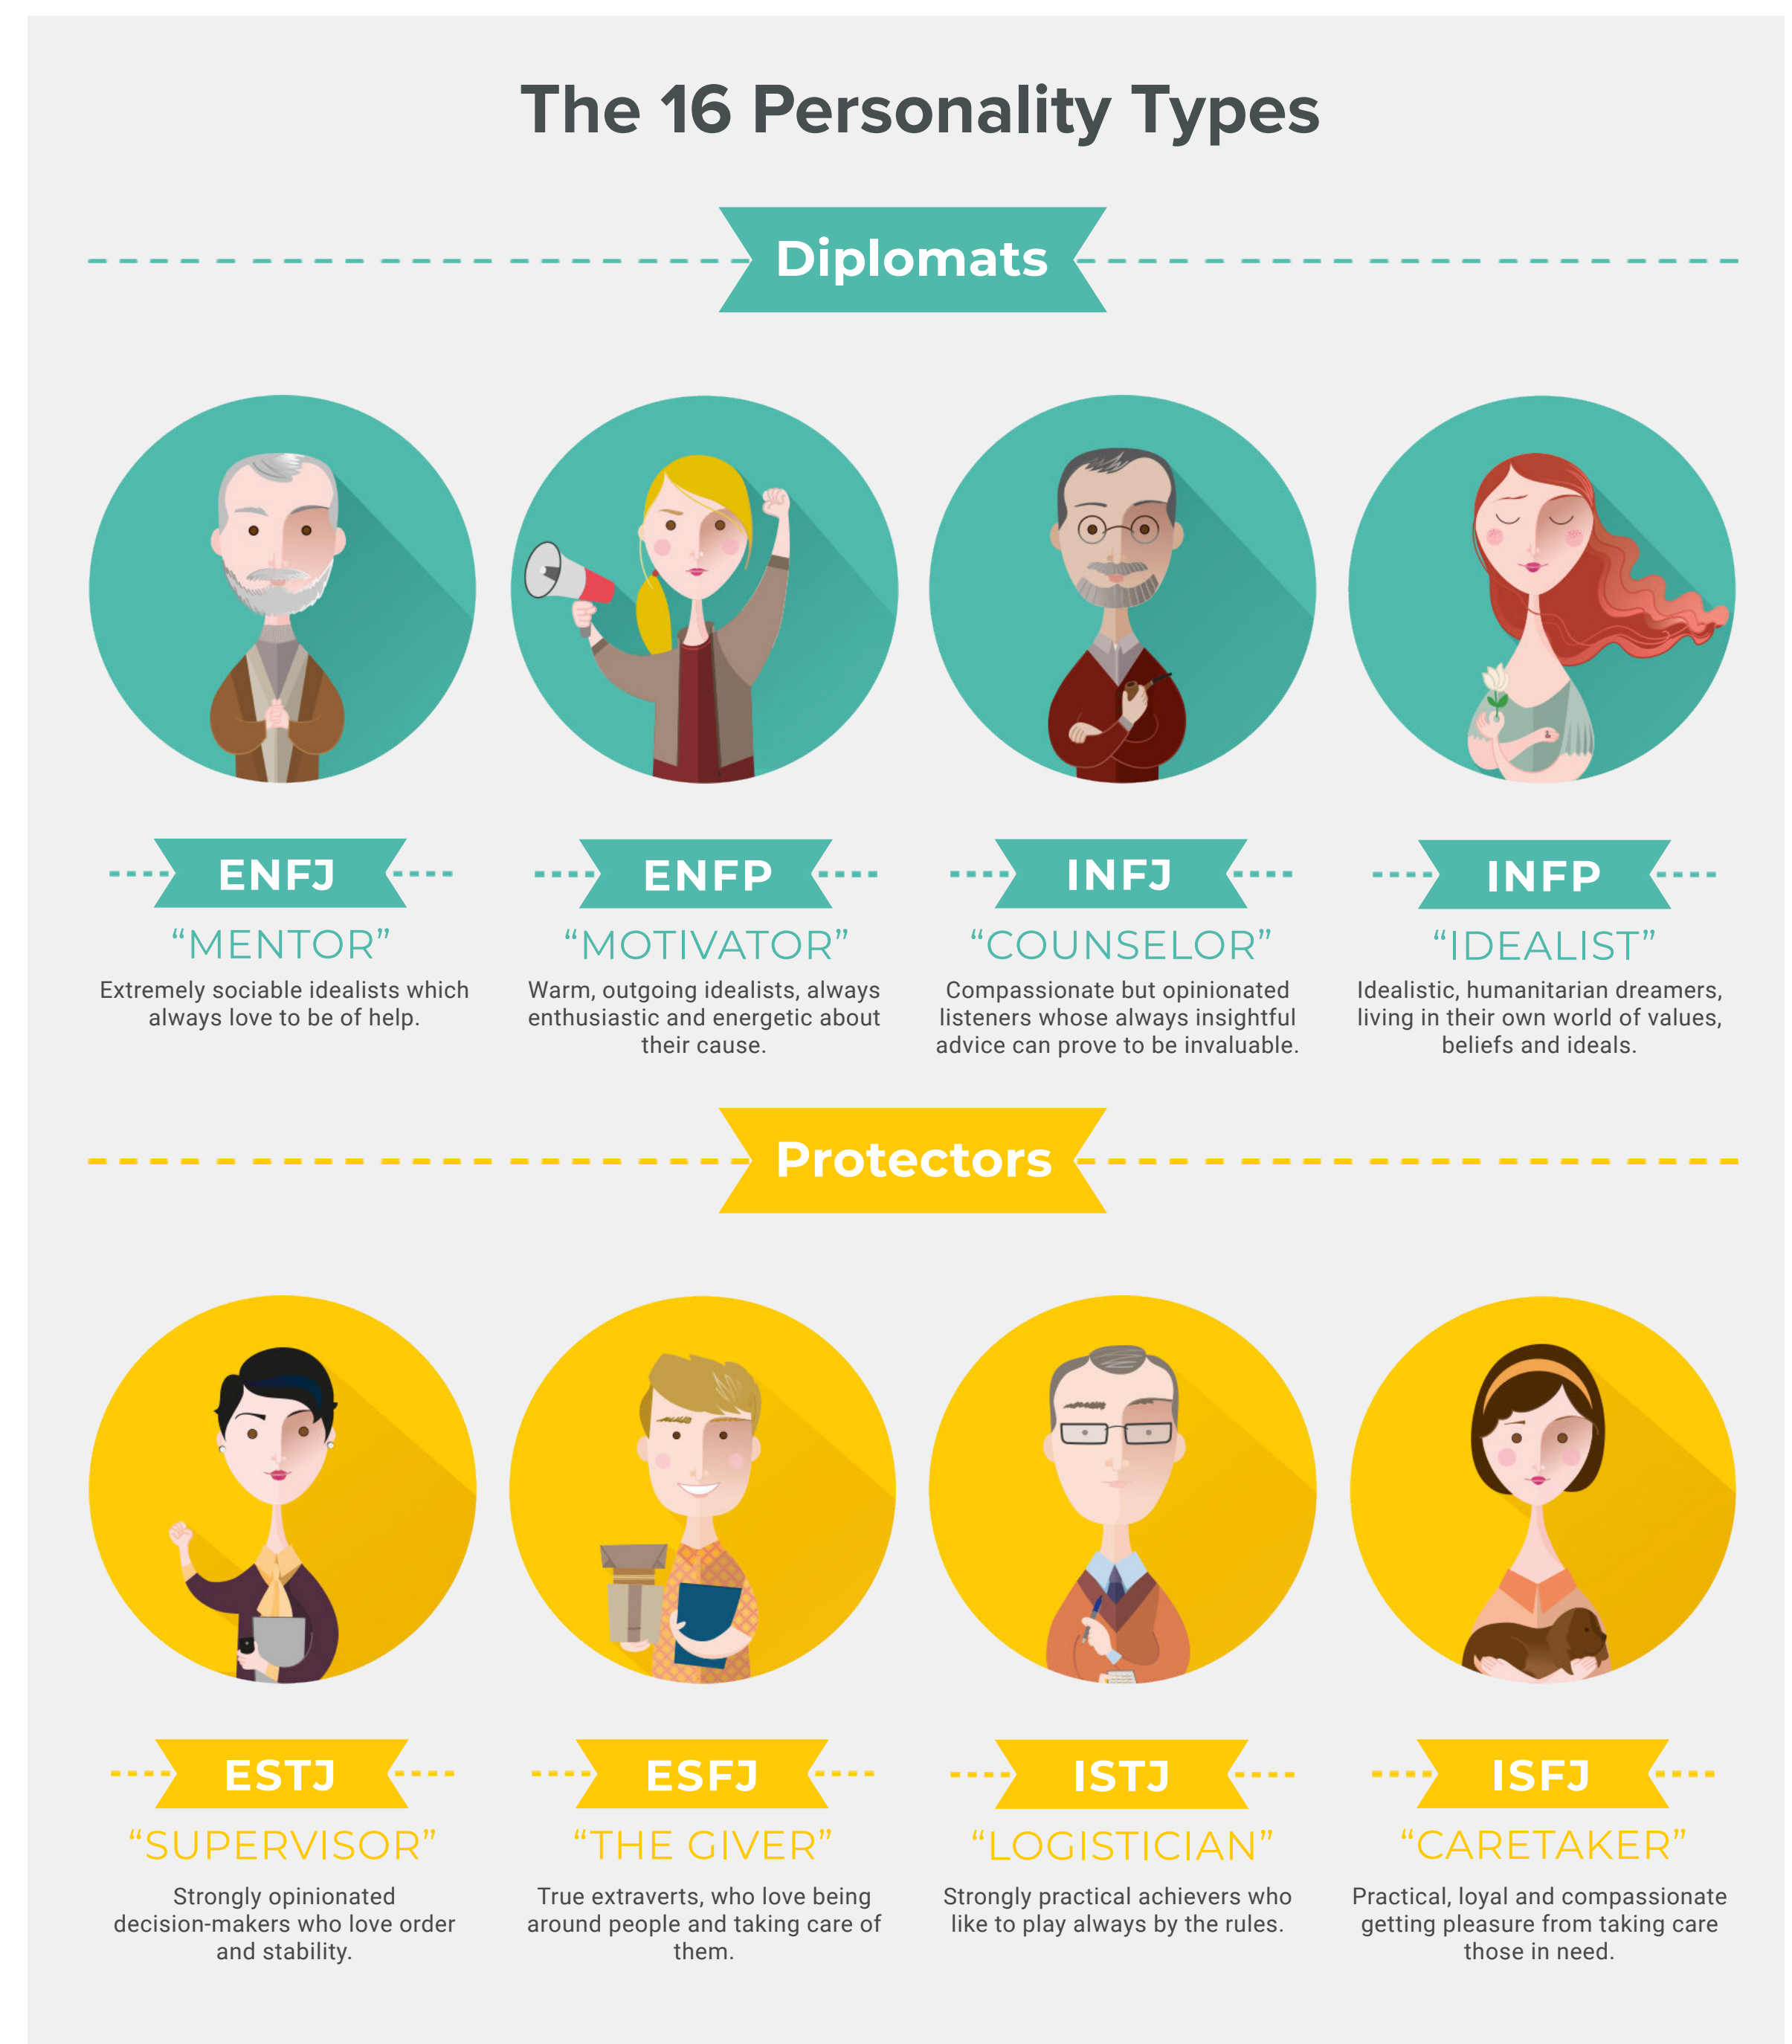 The 16 Personality Types
Diplomats
ENFJ
“MENTOR”
Extremely sociable idealists which
always love to be of help.
ENFP
“MOTIVATOR”
Warm, outgoing idealists, always
enthusiastic and energetic about
their cause.
INFJ
“COUNSELOR”
Compassionate but opinionated
listeners whose always insightful
advice can prove to be invaluable.
INFP
“IDEALIST”
Idealistic, humanitarian dreamers,
living in their own world of values,
beliefs and ideals.
Protectors
ESTJ
“SUPERVISOR”
Strongly opinionated
decision-makers who love order
and stability.
ESFJ
“THE GIVER”
True extraverts, who love being
around people and taking care of
them.
ISTJ
“LOGISTICIAN”
Strongly practical achievers who
like to play always by the rules.
ISFJ
“CARETAKER”
Practical, loyal and compassionate
getting pleasure from taking care
those in need.